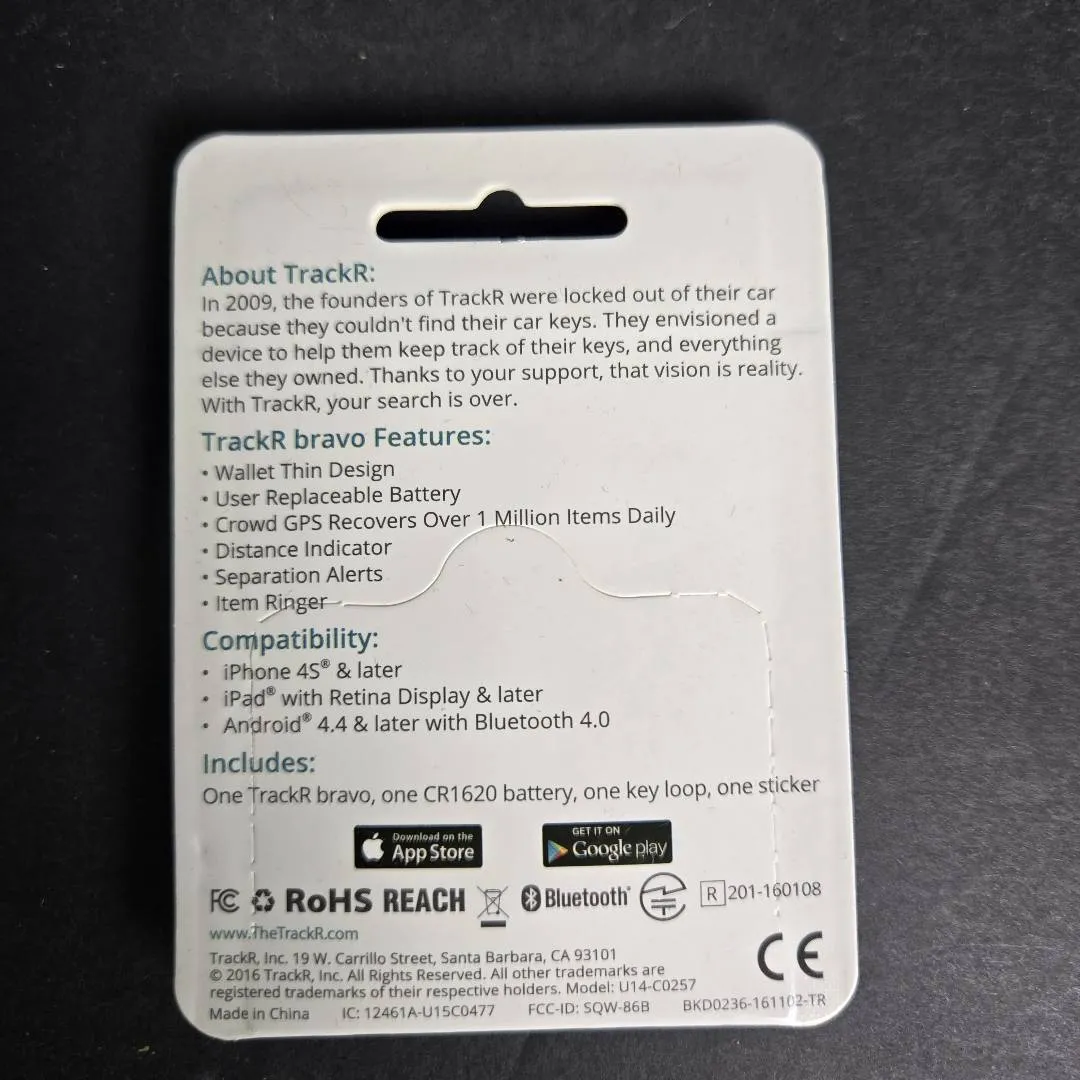 About TrackR:
In 2009, the founders of TrackR were locked out of their car
because they couldn't find their car keys. They envisioned a
device to help them keep track of their keys, and everything
else they owned. Thanks to your support, that vision is reality.
With TrackR, your search is over.
TrackR bravo Features:
• Wallet Thin Design
• User Replaceable Battery
• Crowd GPS Recovers Over 1 Million Items Daily
• Distance Indicator
• Separation Alerts
• Item Ringer
Compatibility:
• iPhone 4S® & later
• iPad® with Retina Display & later
• Android® 4.4 & later with Bluetooth 4.0
Includes:
One TrackR bravo, one CR1620 battery, one key loop, one sticker
Download on the
App Store
GET IT ON
Google play
FC RoHS REACH Bluetooth® R 201-160108
www.TheTrackR.com
TrackR, Inc. 19 W. Carrillo Street, Santa Barbara, CA 93101
© 2016 TrackR, Inc. All Rights Reserved. All other trademarks are
registered trademarks of their respective holders. Model: U14-C0257
CE
Made in China IC: 12461A-U15C0477 FCC-ID: SQW-86B BKD0236-161102-TR